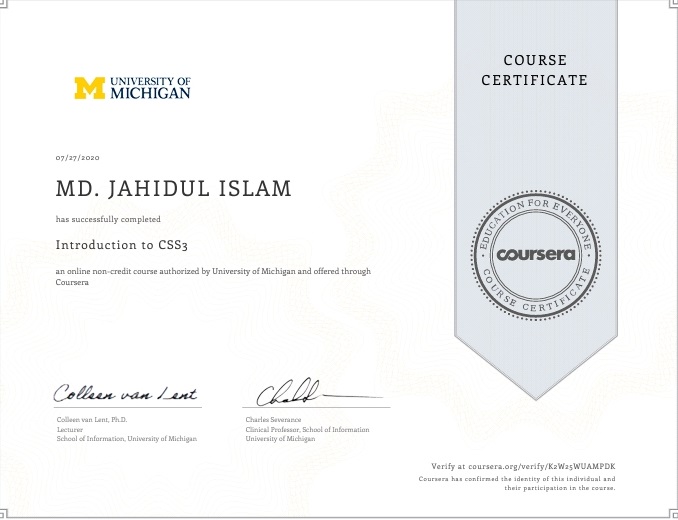 UNIVERSITY OF
MICHIGAN
COURSE
CERTIFICATE
07/27/2020
MD. JAHIDUL ISLAM
has successfully completed
Introduction to CSS3
an online non-credit course authorized by University of Michigan and offered through
Coursera
EDUCATION FOR EVERYONE
coursera
COURSE CERTIFICATE
Colleen van Lent
Colleen van Lent, Ph.D.
Lecturer
School of Information, University of Michigan
Charles Severance
Clinical Professor, School of Information
University of Michigan
Verify at coursera.org/verify/K2W25WUAMPDK
Coursera has confirmed the identity of this individual and
their participation in the course.